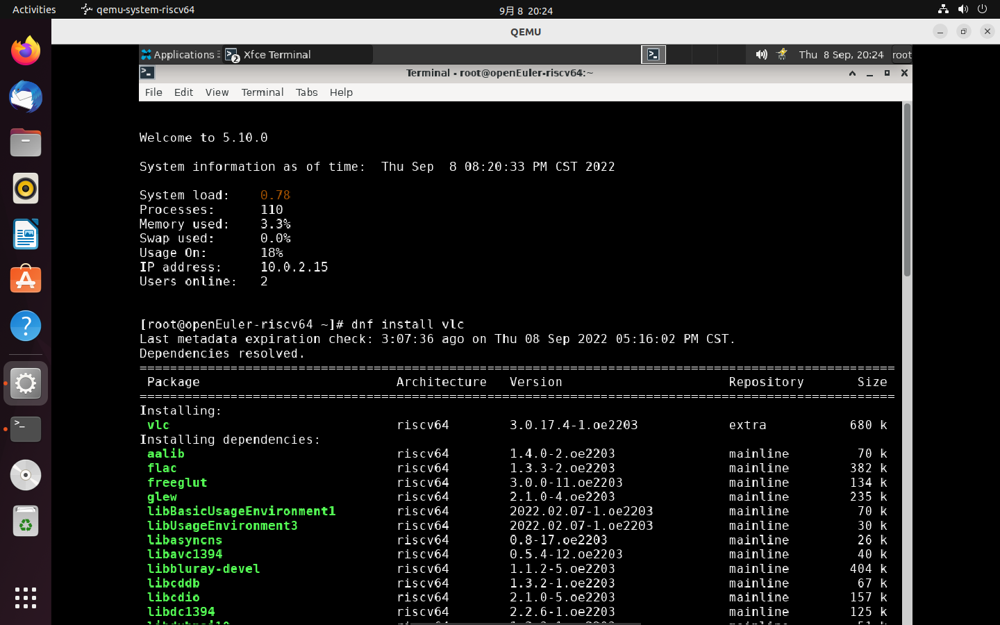 Activities qemu-system-riscv64 9月 8 20:24
QEMU
Applications Xfce Terminal Thu 8 Sep, 20:24 root
2
Terminal - root@openEuler-riscv64:~
File Edit View Terminal Tabs Help
Welcome to 5.10.0
System information as of time: Thu Sep 8 08:20:33 PM CST 2022
System load: 0.78
Processes: 110
Memory used: 3.3%
Swap used: 0.0%
Usage On: 18%
IP address: 10.0.2.15
Users online: 2
[root@openEuler-riscv64 ~]# dnf install vlc
Last metadata expiration check: 3:07:36 ago on Thu 08 Sep 2022 05:16:02 PM CST.
Dependencies resolved.
Package Architecture Version Repository Size
Installing:
vlc riscv64 3.0.17.4-1.oe2203 extra 680 k
Installing dependencies:
aalib riscv64 1.4.0-2.oe2203 mainline 70 k
flac riscv64 1.3.3-2.oe2203 mainline 382 k
freeglut riscv64 3.0.0-11.oe2203 mainline 134 k
glew riscv64 2.1.0-4.oe2203 mainline 235 k
libBasicUsageEnvironment1 riscv64 2022.02.07-1.oe2203 mainline 70 k
libUsageEnvironment3 riscv64 2022.02.07-1.oe2203 mainline 30 k
libasyncns riscv64 0.8-17.oe2203 mainline 26 k
libavc1394 riscv64 0.5.4-12.oe2203 mainline 40 k
libbluray-devel riscv64 1.1.2-5.oe2203 mainline 404 k
libcddb riscv64 1.3.2-1.oe2203 mainline 67 k
libcdio riscv64 2.1.0-5.oe2203 mainline 157 k
libdc1394 riscv64 2.2.6-1.oe2203 mainline 125 k